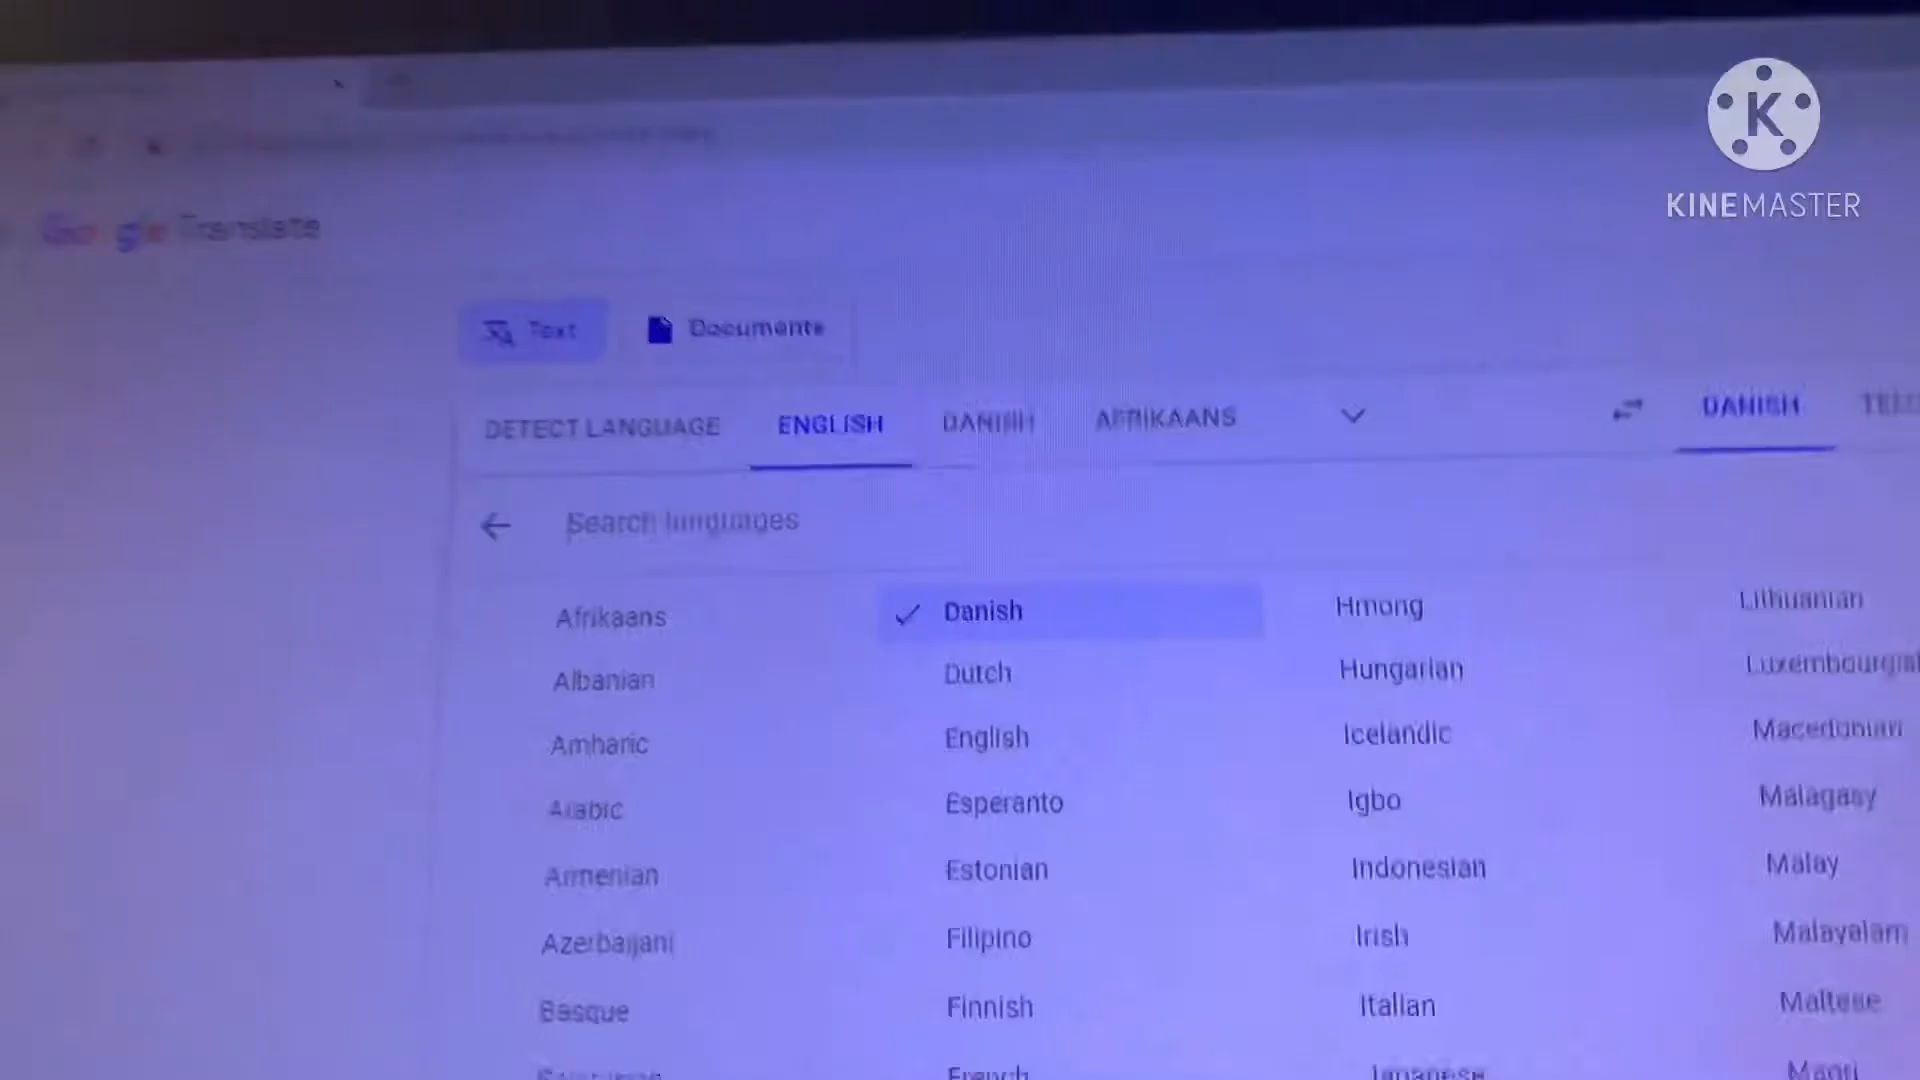 KINEMASTER
Google Translate
Text Documents
DETECT LANGUAGE ENGLISH DANISH AFRIKAANS DANISH
Search languages
Afrikaans Danish Hmong Lithuanian
Albanian Dutch Hungarian
Amharic English Icelandic Macedonian
Arabic Esperanto Igbo Malagasy
Armenian Estonian Indonesian Malay
Azerbaijani Filipino Irish Malayalam
Basque Finnish Italian Maltese
French Japanese